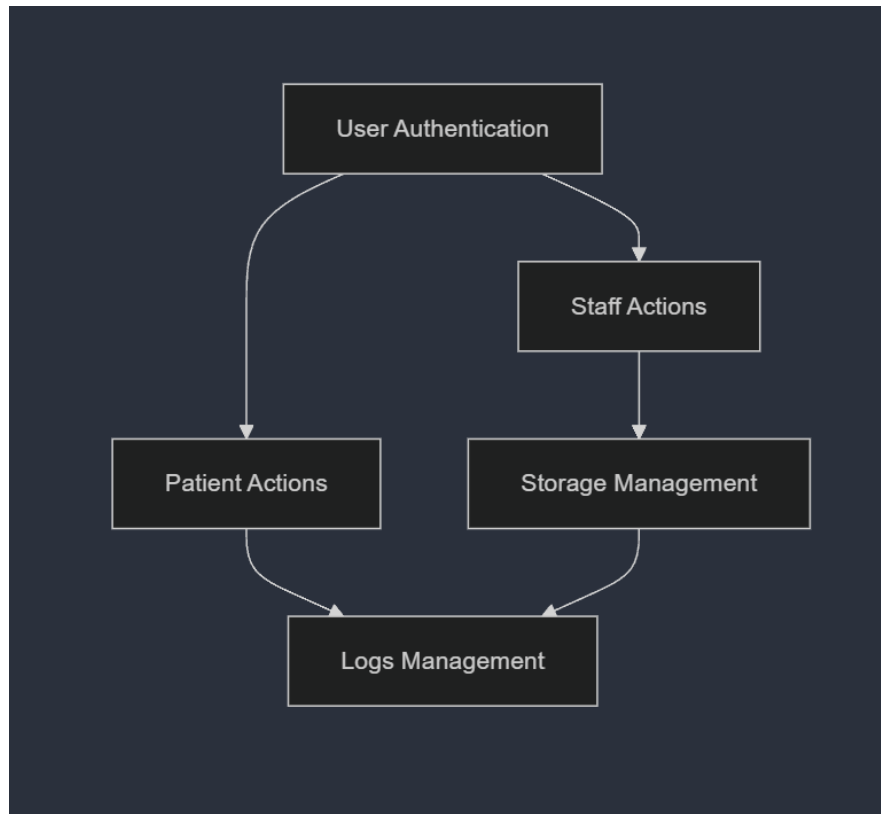 User Authentication
Staff Actions
Patient Actions
Storage Management
Logs Management